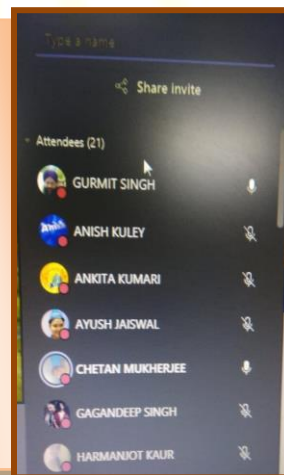 Type a name
Share invite
Attendees (21)
GURMIT SINGH
ANISH KULEY
ANKITA KUMARI
AYUSH JAISWAL
CHETAN MUKHERJEE
GAGANDEEP SINGH
HARMANJOT KAUR